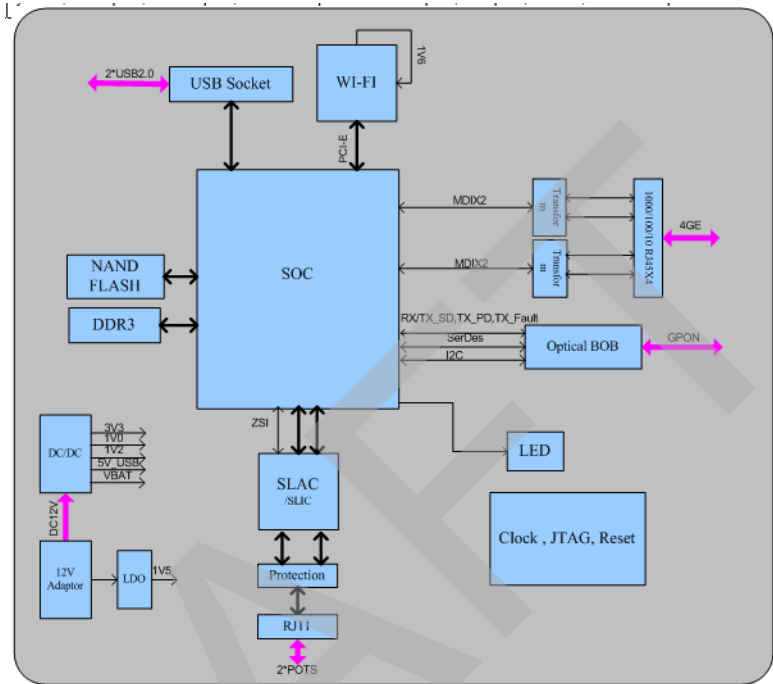 2*USB2.0
USB Socket
WI-FI
1V6
PCI-E
SOC
MDIX2
Transfor
m
1000/100/10 RJ45X4
4GE
MDIX2
Transfor
m
NAND
FLASH
DDR3
RX/TX_SD,TX_PD,TX_Fault
SerDes
I2C
Optical BOB
GPON
ZSI
DC/DC
3V3
1V0
1V2
5V_USB
VBAT
SLAC
/SLIC
LED
DC12V
Clock , JTAG, Reset
12V
Adaptor
LDO
1V5
Protection
RJ11
2*POTS